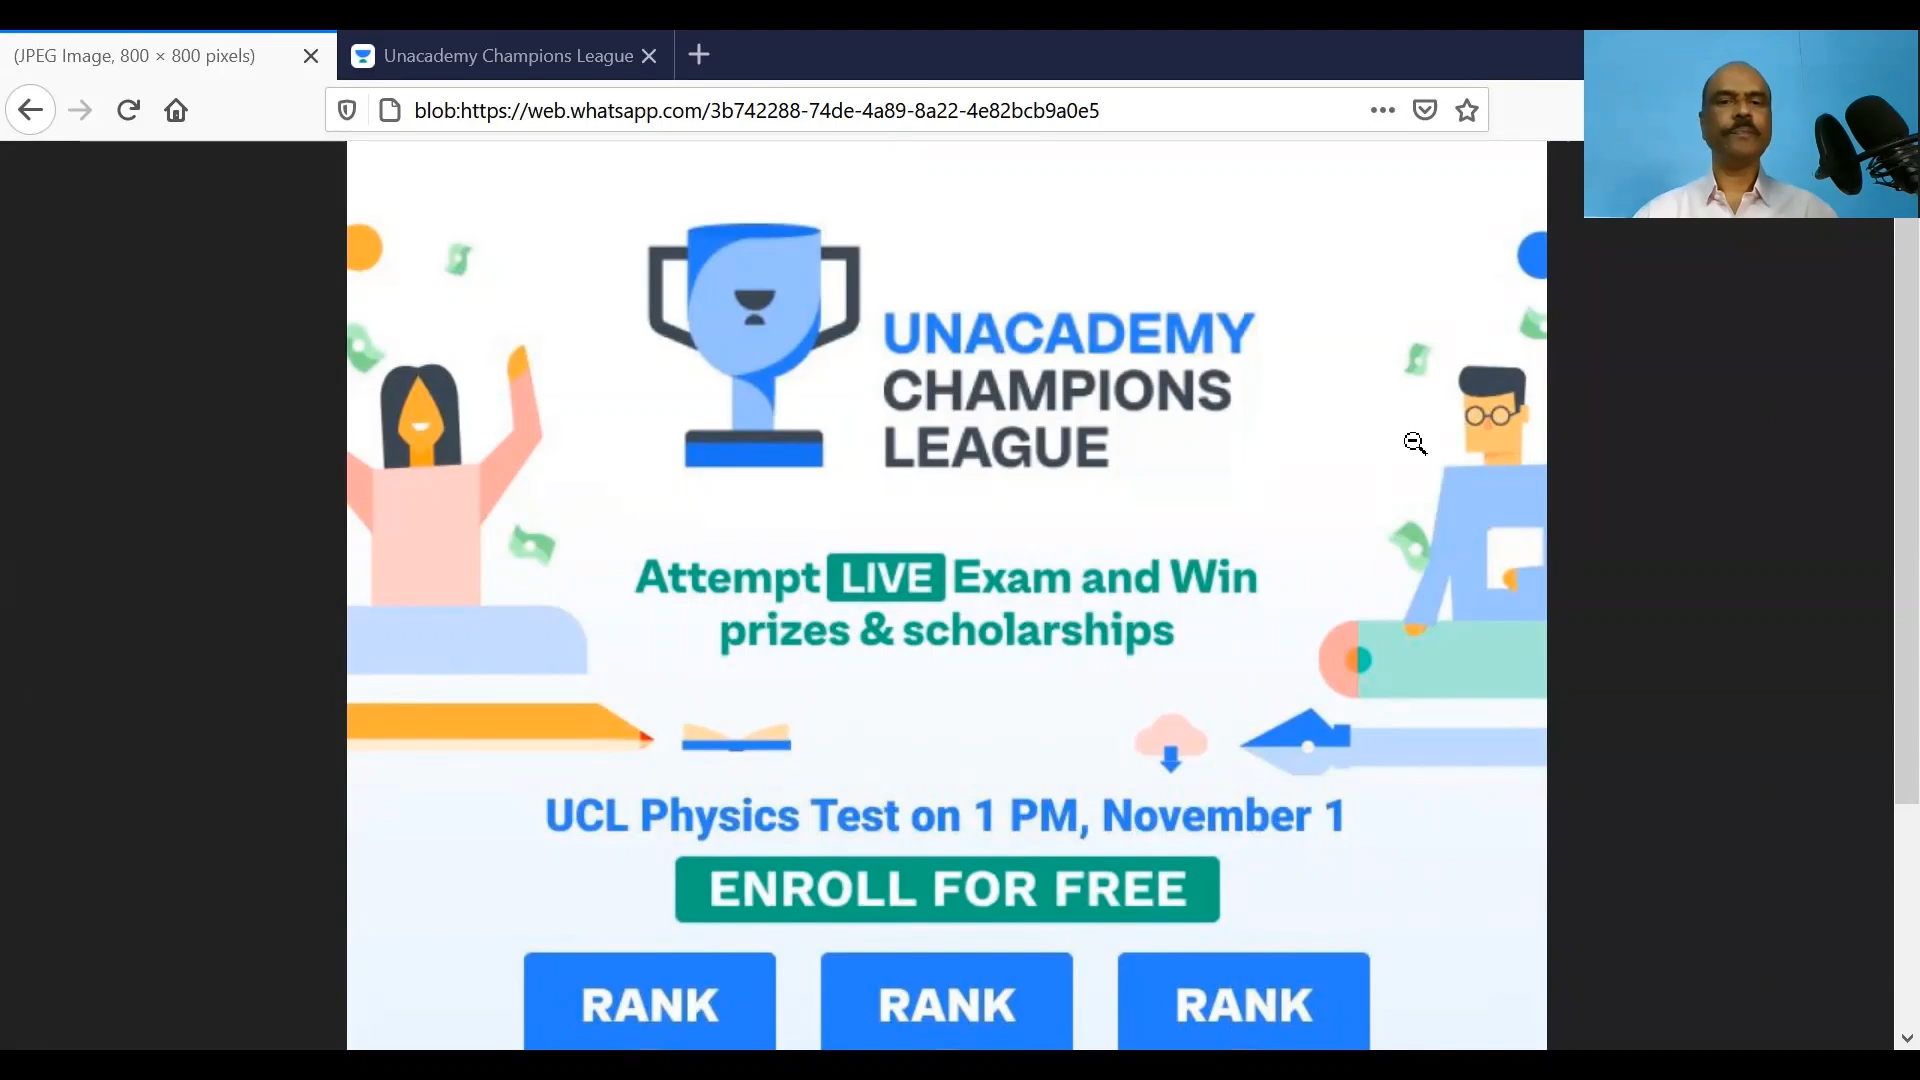 (JPEG Image, 800 × 800 pixels)
Unacademy Champions League
blob:https://web.whatsapp.com/3b742288-74de-4a89-8a22-4e82bcb9a0e5
UNACADEMY
CHAMPIONS
LEAGUE
Attempt LIVE Exam and Win
prizes & scholarships
UCL Physics Test on 1 PM, November 1
ENROLL FOR FREE
RANK RANK RANK